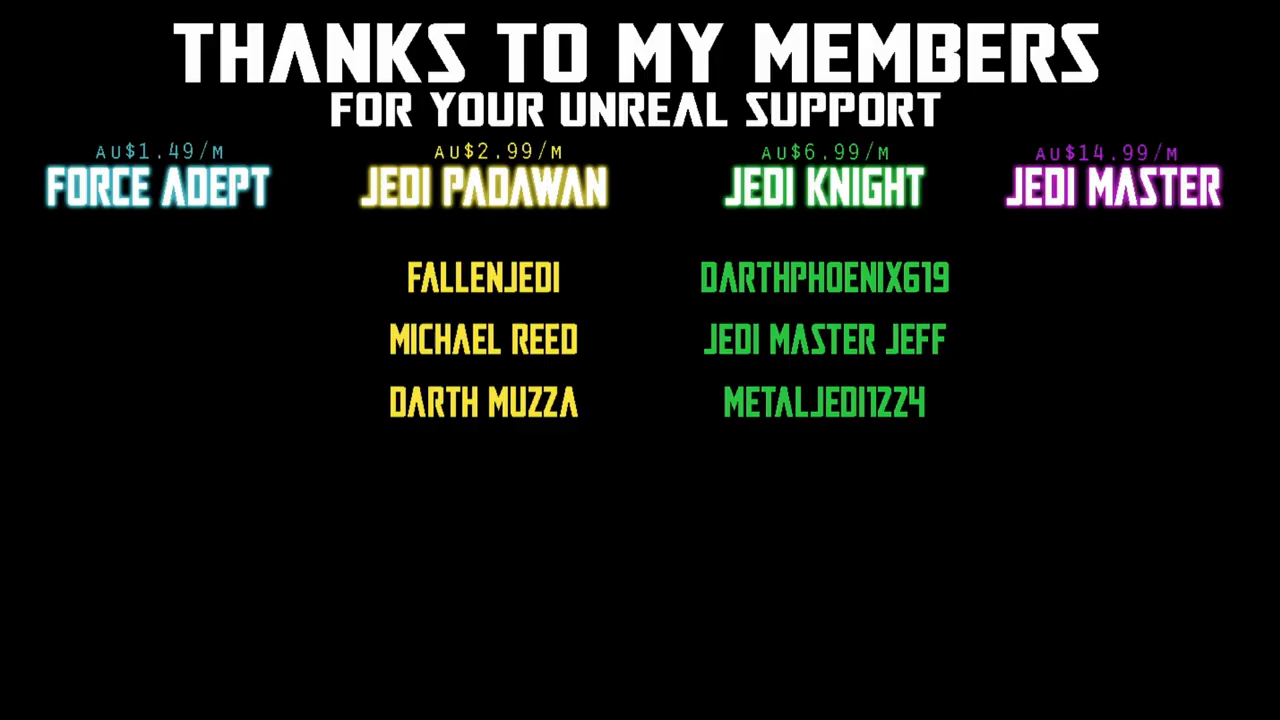 THANKS TO MY MEMBERS
FOR YOUR UNREAL SUPPORT
AU$1.49/M AU$2.99/M AU$6.99/M AU$14.99/M
FORCE ADEPT JEDI PADAWAN JEDI KNIGHT JEDI MASTER
FALLENJEDI DARTHPHOENIX619
MICHAEL REED JEDI MASTER JEFF
DARTH MUZZA METALJEDI1224